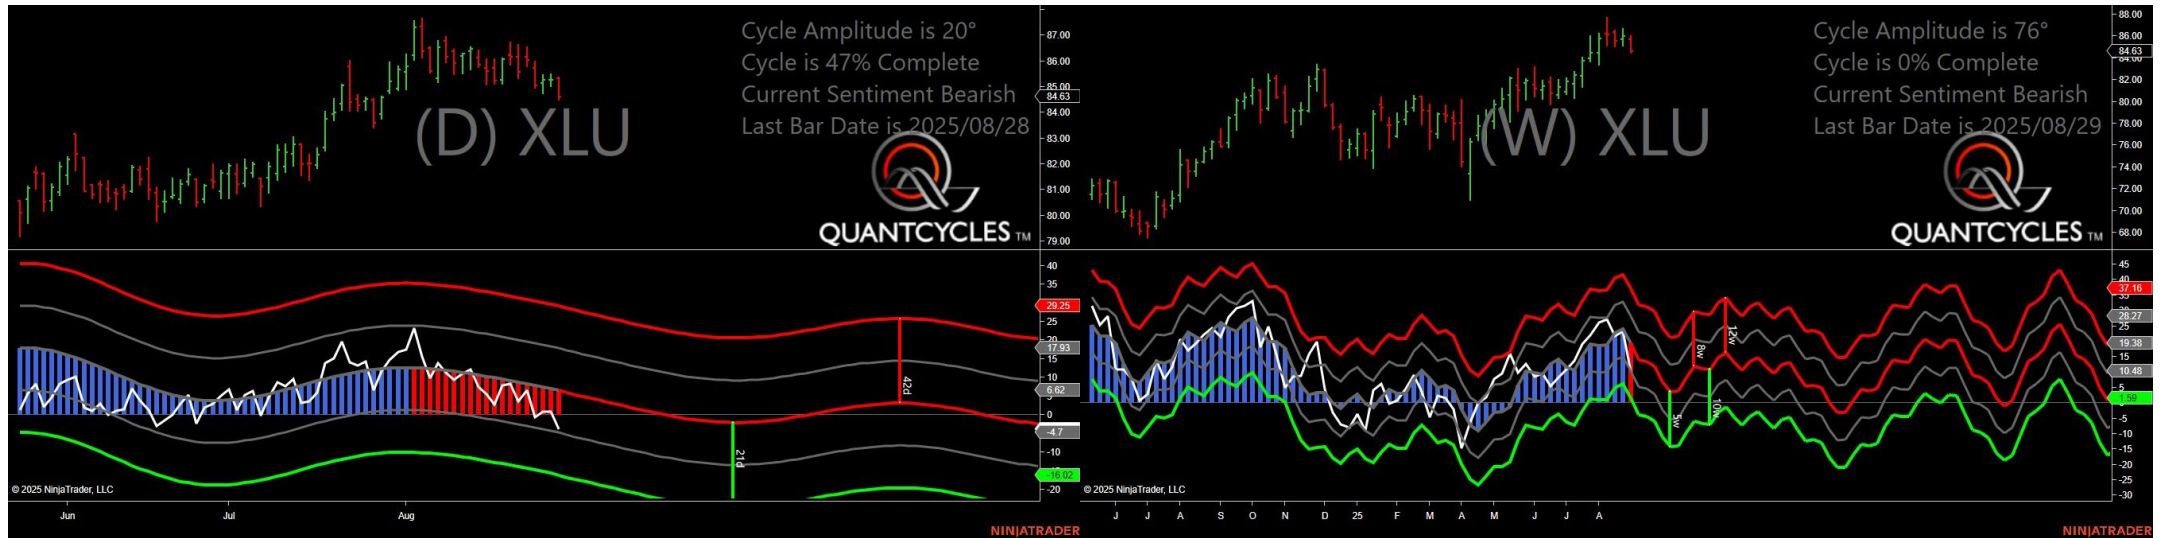 Cycle Amplitude is 20°
Cycle is 47% Complete
Current Sentiment Bearish
Last Bar Date is 2025/08/28
(D) XLU
QUANTCYCLES TM
87.00
86.00
85.00
84.63
84.00
83.00
82.00
81.00
80.00
79.00
40
35
29.25
25
17.93
15
10
6.62
5
0
-4.7
-10
-16.02
-20
42d
21d
© 2025 NinjaTrader, LLC
Jun
Jul
Aug
NINJATRADER
Cycle Amplitude is 76°
Cycle is 0% Complete
Current Sentiment Bearish
Last Bar Date is 2025/08/29
(W) XLU
QUANTCYCLES TM
88.00
86.00
84.63
84.00
82.00
80.00
78.00
76.00
74.00
72.00
70.00
68.00
45
37.16
35
28.27
25
19.38
15
10.48
5
1.59
-5
-10
-15
-20
-25
-30
8w
12w
5w
10w
© 2025 NinjaTrader, LLC
J J A S O N D 25 F M A M J J A
NINJATRADER